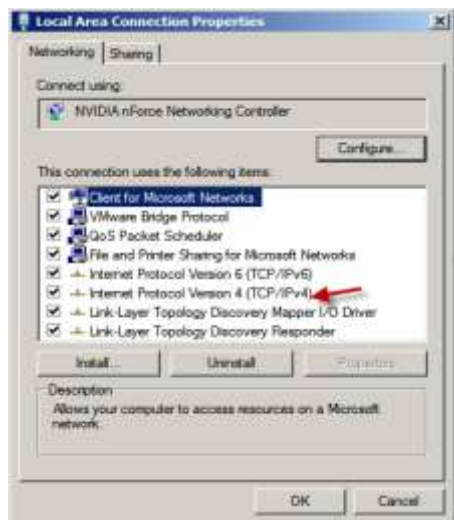 Local Area Connection Properties
Networking
Sharing
Connect using:
NVIDIA nForce Networking Controller
Configure...
This connection uses the following items:
Client for Microsoft Networks
VMware Bridge Protocol
QoS Packet Scheduler
File and Printer Sharing for Microsoft Networks
Internet Protocol Version 6 (TCP/IPv6)
Internet Protocol Version 4 (TCP/IPv4)
Link-Layer Topology Discovery Mapper I/O Driver
Link-Layer Topology Discovery Responder
Install...
Uninstall
Properties
Description
Allows your computer to access resources on a Microsoft
network.
OK
Cancel